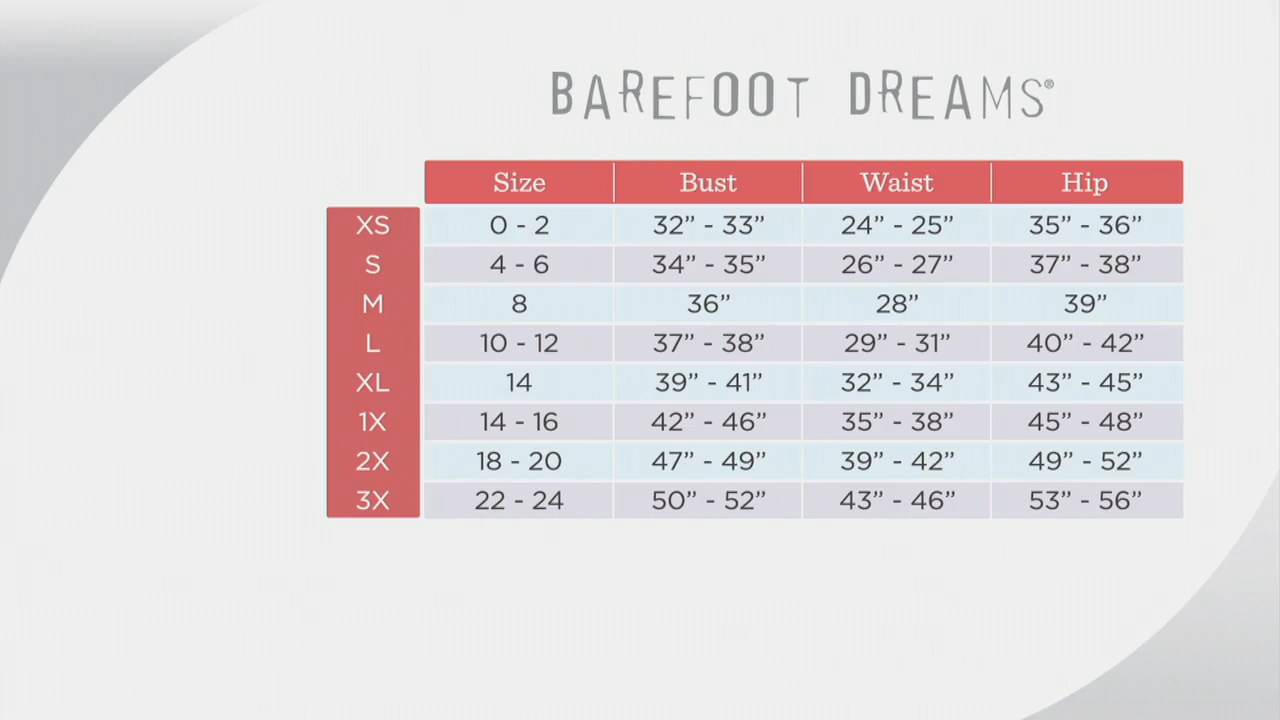 BAREFOOT DREAMS®
Size Bust Waist Hip
XS 0 - 2 32” - 33” 24” - 25” 35” - 36”
S 4 - 6 34” - 35” 26” - 27” 37” - 38”
M 8 36” 28” 39”
L 10 - 12 37” - 38” 29” - 31” 40” - 42”
XL 14 39” - 41” 32” - 34” 43” - 45”
1X 14 - 16 42” - 46” 35” - 38” 45” - 48”
2X 18 - 20 47” - 49” 39” - 42” 49” - 52”
3X 22 - 24 50” - 52” 43” - 46” 53” - 56”